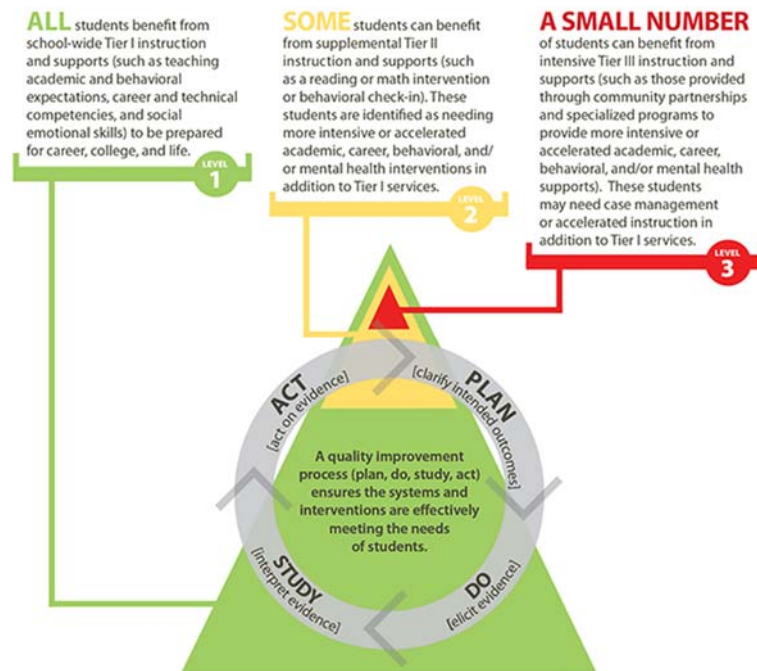 ALL students benefit from
school-wide Tier I instruction
and supports (such as teaching
academic and behavioral
expectations, career and technical
competencies, and social
emotional skills) to be prepared
for career, college, and life.
LEVEL
1
SOME students can benefit
from supplemental Tier II
instruction and supports (such
as a reading or math intervention
or behavioral check-in). These
students are identified as needing
more intensive or accelerated
academic, career, behavioral, and/
or mental health interventions in
addition to Tier I services.
LEVEL
2
A SMALL NUMBER
of students can benefit from
intensive Tier III instruction and
supports (such as those provided
through community partnerships
and specialized programs to
provide more intensive or
accelerated academic, career,
behavioral, and/or mental health
supports). These students
may need case management
or accelerated instruction in
addition to Tier I services.
LEVEL
3
PLAN
[clarify intended outcomes]
DO
[elicit evidence]
STUDY
[interpret evidence]
ACT
[act on evidence]
A quality improvement
process (plan, do, study, act)
ensures the systems and
interventions are effectively
meeting the needs
of students.